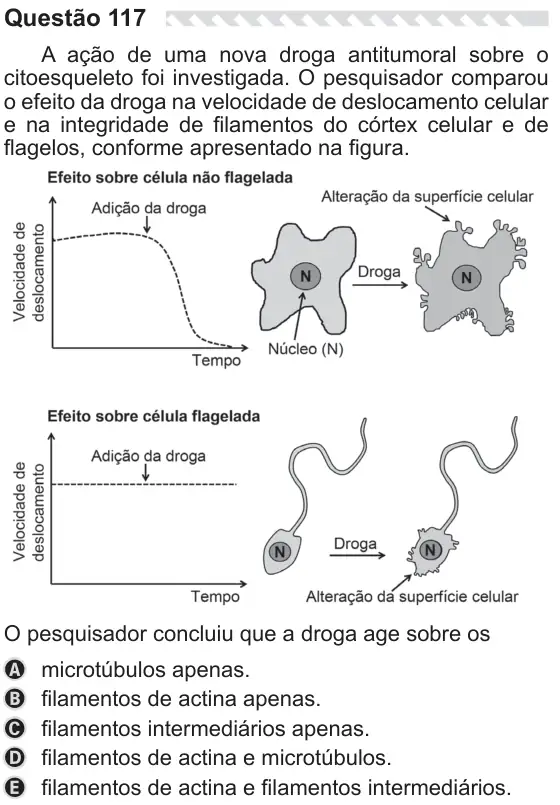 Questão 117
A ação de uma nova droga antitumoral sobre o
citoesqueleto foi investigada. O pesquisador comparou
o efeito da droga na velocidade de deslocamento celular
e na integridade de filamentos do córtex celular e de
flagelos, conforme apresentado na figura.
Efeito sobre célula não flagelada
Adição da droga
Alteração da superfície celular
Velocidade de
deslocamento
N
Droga
N
Núcleo (N)
Tempo
Efeito sobre célula flagelada
Adição da droga
Velocidade de
deslocamento
N
Droga
N
Tempo
Alteração da superfície celular
O pesquisador concluiu que a droga age sobre os
A microtúbulos apenas.
B filamentos de actina apenas.
C filamentos intermediários apenas.
D filamentos de actina e microtúbulos.
E filamentos de actina e filamentos intermediários.